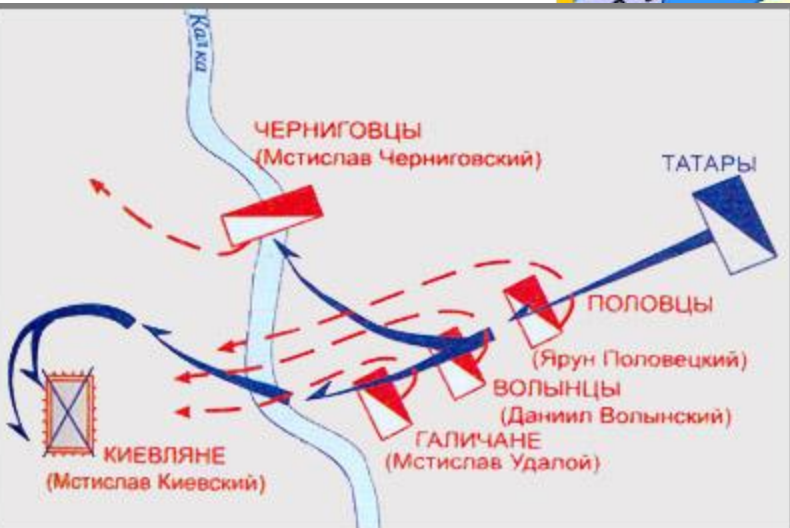 Калка
ЧЕРНИГОВЦЫ
(Мстислав Черниговский)
ТАТАРЫ
ПОЛОВЦЫ
(Ярун Половецкий)
ВОЛЫНЦЫ
(Даниил Волынский)
ГАЛИЧАНЕ
(Мстислав Удалой)
КИЕВЛЯНЕ
(Мстислав Киевский)